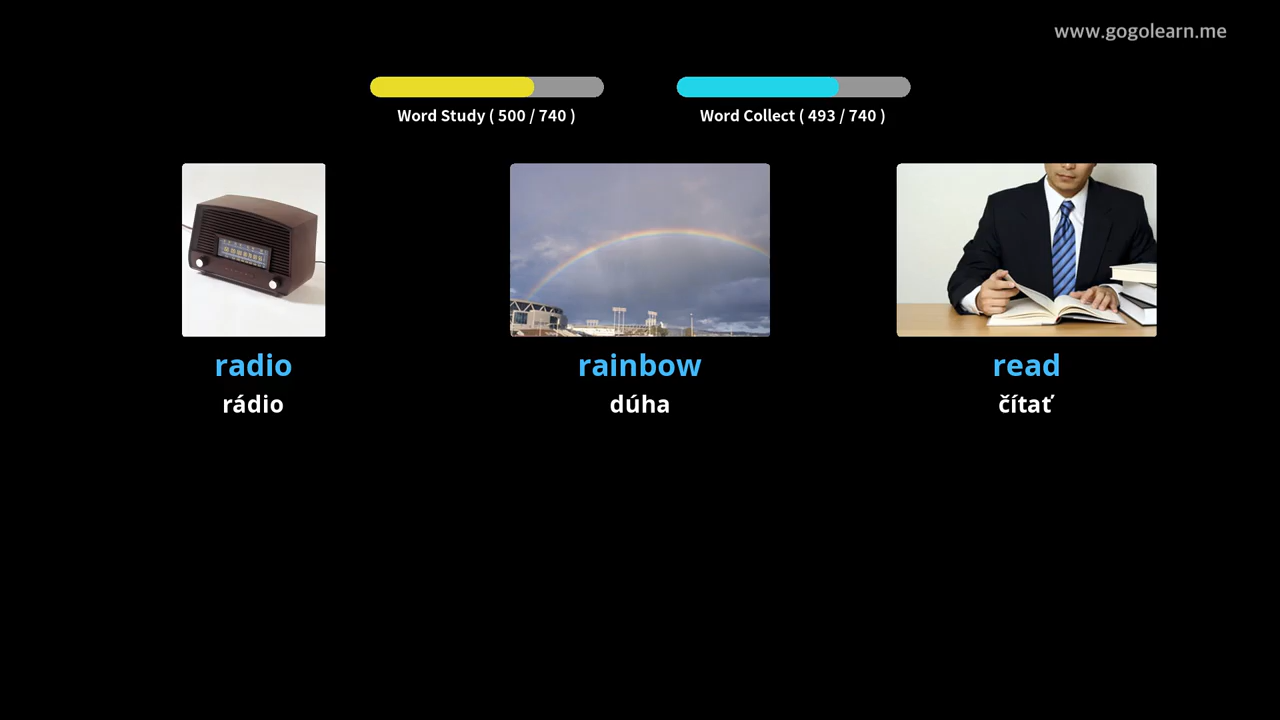 www.gogolearn.me
Word Study ( 500 / 740 )
Word Collect ( 493 / 740 )
radio
rádio
rainbow
dúha
read
čítať